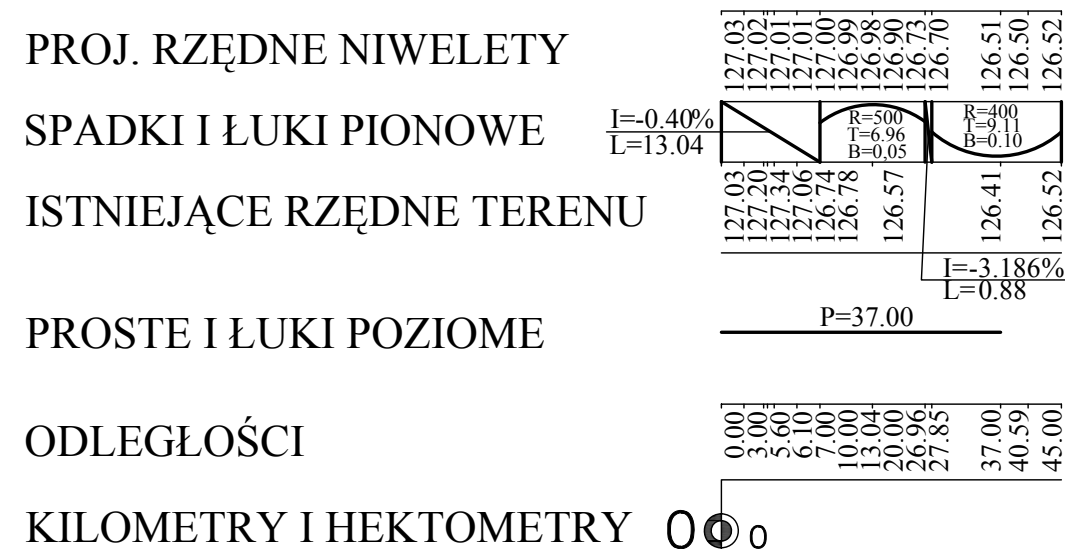 PROJ. RZĘDNE NIWELETY
127.03 127.02 127.01 127.01 127.00 126.99 126.98 126.90 126.73 126.70 126.51 126.50 126.52
SPADKI I ŁUKI PIONOWE
I=-0.40%
L=13.04
R=500
T=6.96
B=0,05
R=400
T=9.11
B=0.10
ISTNIEJĄCE RZĘDNE TERENU
127.03 127.20 127.34 127.06 126.74 126.78 126.57 126.41 126.52
I=-3.186%
L=0.88
PROSTE I ŁUKI POZIOME
P=37.00
ODLEGŁOŚCI
0.00 3.00 5.60 6.10 7.00 10.00 13.04 20.00 26.96 27.85 37.00 40.59 45.00
KILOMETRY I HEKTOMETRY
0 0